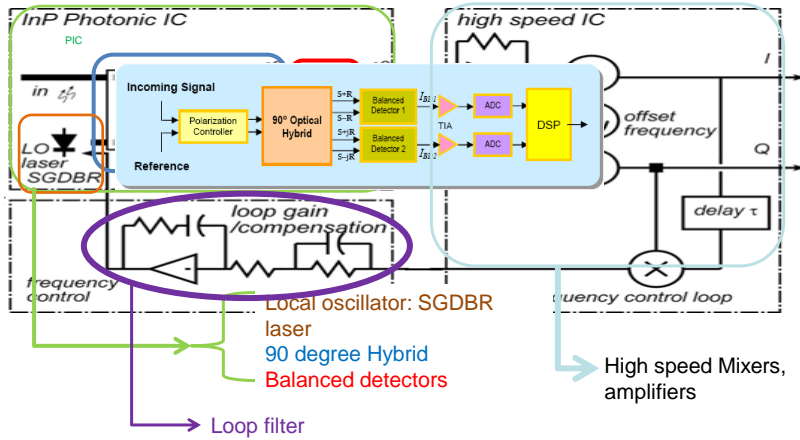 InP Photonic IC
PIC
high speed IC
in
LO
laser
SGDBR
Incoming Signal
Polarization
Controller
Reference
90° Optical
Hybrid
S+R
S–R
S+jR
S–jR
Balanced
Detector 1
Balanced
Detector 2
TIA
ADC
ADC
DSP
I
offset
frequency
Q
delay τ
loop gain
/compensation
frequency
control
quency control loop
Local oscillator: SGDBR
laser
90 degree Hybrid
Balanced detectors
High speed Mixers,
amplifiers
Loop filter